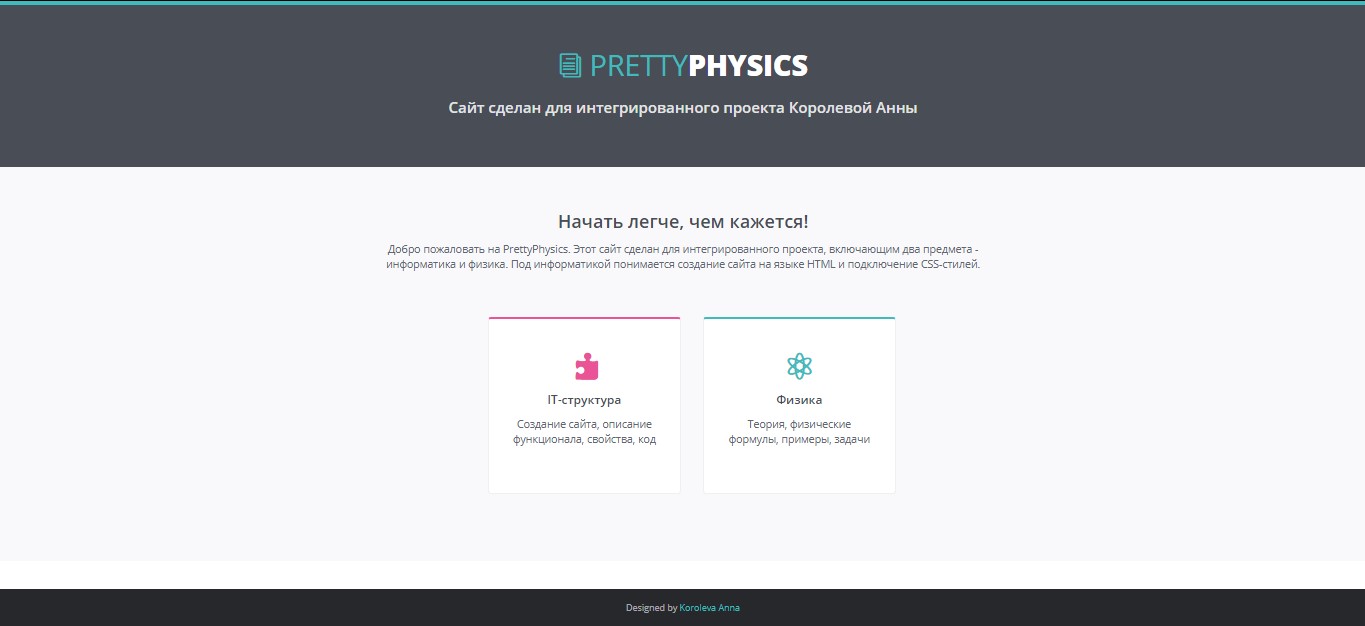 PRETTYPHYSICS
Сайт сделан для интегрированного проекта Королевой Анны
Начать легче, чем кажется!
Добро пожаловать на PrettyPhysics. Этот сайт сделан для интегрированного проекта, включающим два предмета -
информатика и физика. Под информатикой понимается создание сайта на языке HTML и подключение CSS-стилей.
IT-структура
Создание сайта, описание
функционала, свойства, код
Физика
Теория, физические
формулы, примеры, задачи
Designed by Koroleva Anna